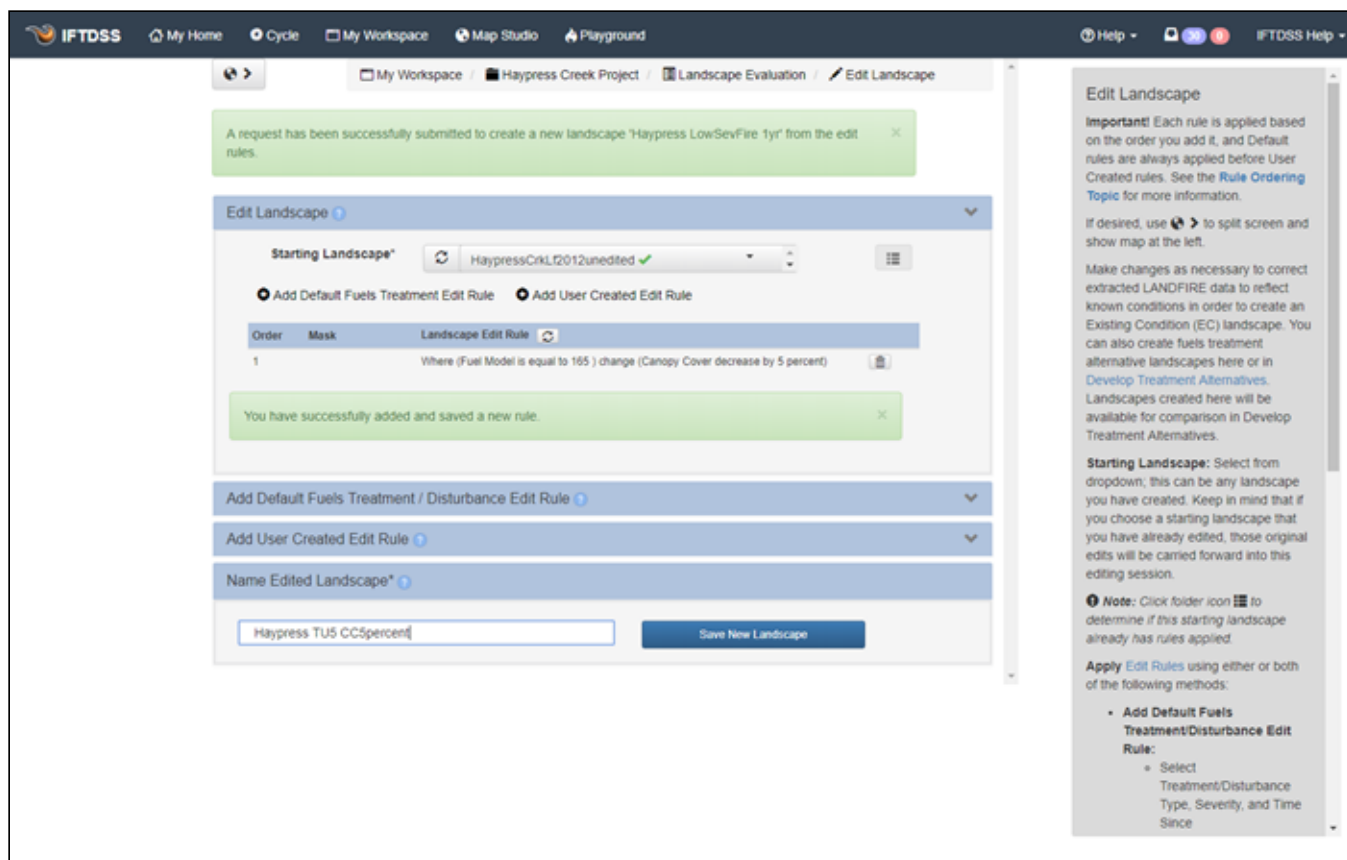 IFTDSS My Home Cycle My Workspace Map Studio Playground Help 30 0 IFTDSS Help
My Workspace / Haypress Creek Project / Landscape Evaluation / Edit Landscape
A request has been successfully submitted to create a new landscape 'Haypress LowSevFire 1yr' from the edit
rules.
Edit Landscape
Starting Landscape* HaypressCrkLf2012unedited
Add Default Fuels Treatment Edit Rule Add User Created Edit Rule
Order Mask Landscape Edit Rule
1 Where (Fuel Model is equal to 165 ) change (Canopy Cover decrease by 5 percent)
You have successfully added and saved a new rule.
Add Default Fuels Treatment / Disturbance Edit Rule
Add User Created Edit Rule
Name Edited Landscape*
Haypress TU5 CC5percent Save New Landscape
Edit Landscape
Important! Each rule is applied based
on the order you add it, and Default
rules are always applied before User
Created rules. See the Rule Ordering
Topic for more information.
If desired, use > to split screen and
show map at the left.
Make changes as necessary to correct
extracted LANDFIRE data to reflect
known conditions in order to create an
Existing Condition (EC) landscape. You
can also create fuels treatment
alternative landscapes here or in
Develop Treatment Alternatives.
Landscapes created here will be
available for comparison in Develop
Treatment Alternatives.
Starting Landscape: Select from
dropdown; this can be any landscape
you have created. Keep in mind that if
you choose a starting landscape that
you have already edited, those original
edits will be carried forward into this
editing session.
Note: Click folder icon to
determine if this starting landscape
already has rules applied.
Apply Edit Rules using either or both
of the following methods:
• Add Default Fuels
Treatment/Disturbance Edit
Rule:
Select
Treatment/Disturbance
Type, Severity, and Time
Since